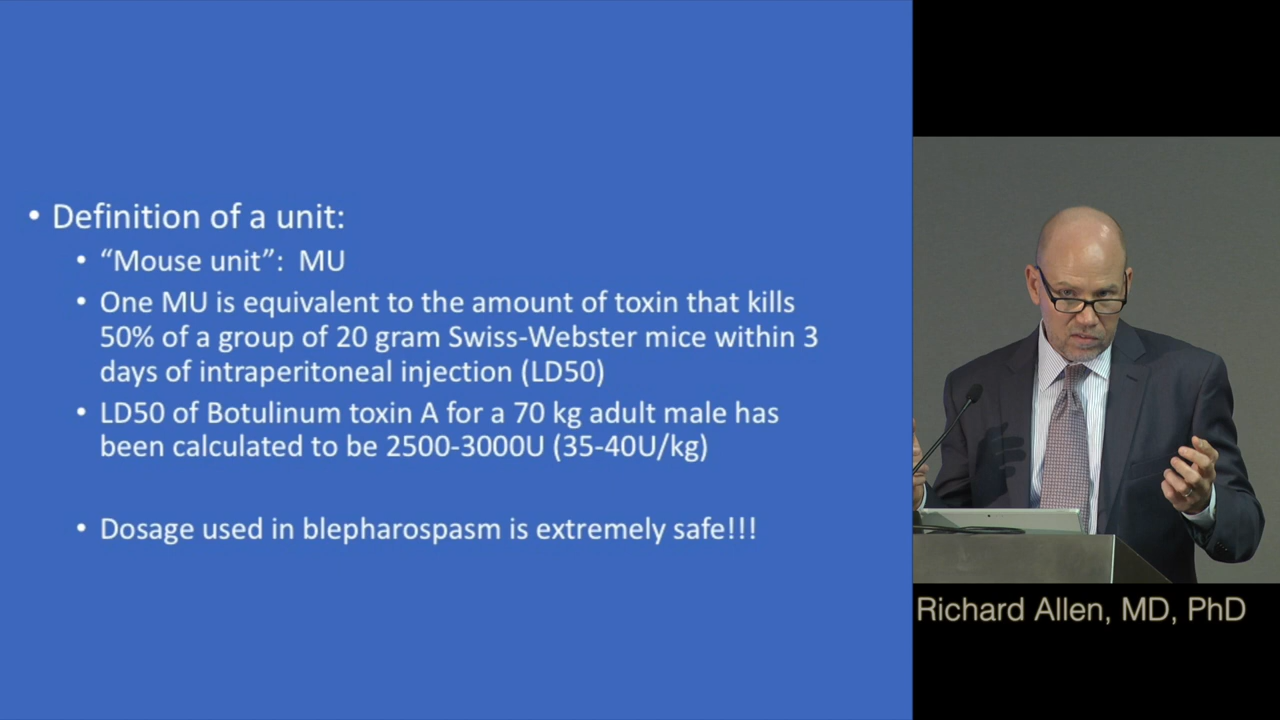 • Definition of a unit:
• “Mouse unit”:  MU
• One MU is equivalent to the amount of toxin that kills
50% of a group of 20 gram Swiss-Webster mice within 3
days of intraperitoneal injection (LD50)
• LD50 of Botulinum toxin A for a 70 kg adult male has
been calculated to be 2500-3000U (35-40U/kg)
• Dosage used in blepharospasm is extremely safe!!!
Richard Allen, MD, PhD